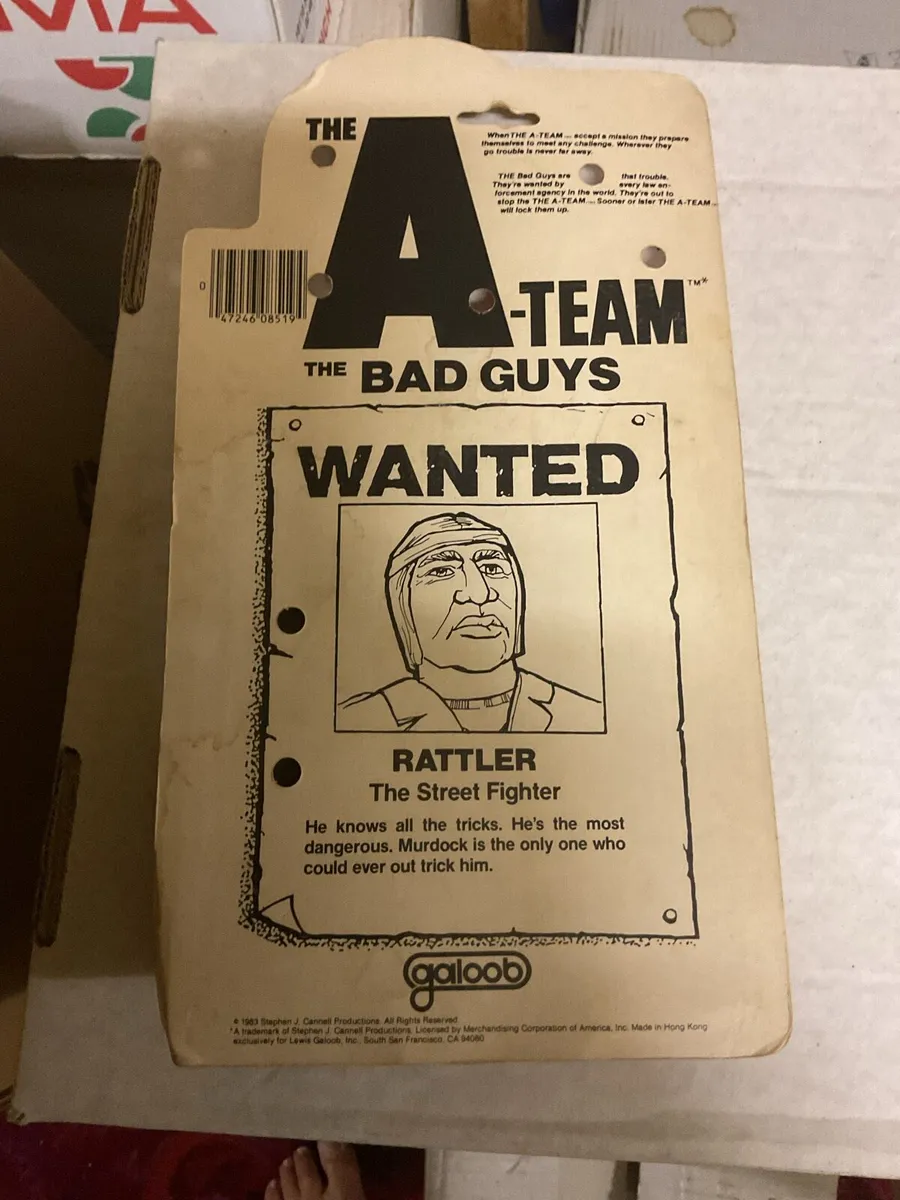 MA
THE
A-TEAM ™*
When THE A-TEAM™ accept a mission they prepare
themselves to meet any challenge. Wherever they
go trouble is never far away.
THE Bad Guys are that trouble.
They're wanted by every law en-
forcement agency in the world. They're out to
stop the THE A-TEAM™. Sooner or later THE A-TEAM™
will lock them up.
0 47246 08519
THE BAD GUYS
WANTED
RATTLER
The Street Fighter
He knows all the tricks. He's the most
dangerous. Murdock is the only one who
could ever out trick him.
galoob
© 1983 Stephen J. Cannell Productions. All Rights Reserved.
*A trademark of Stephen J. Cannell Productions. Licensed by Merchandising Corporation of America, Inc. Made in Hong Kong
exclusively for Lewis Galoob, Inc., South San Francisco, CA 94080